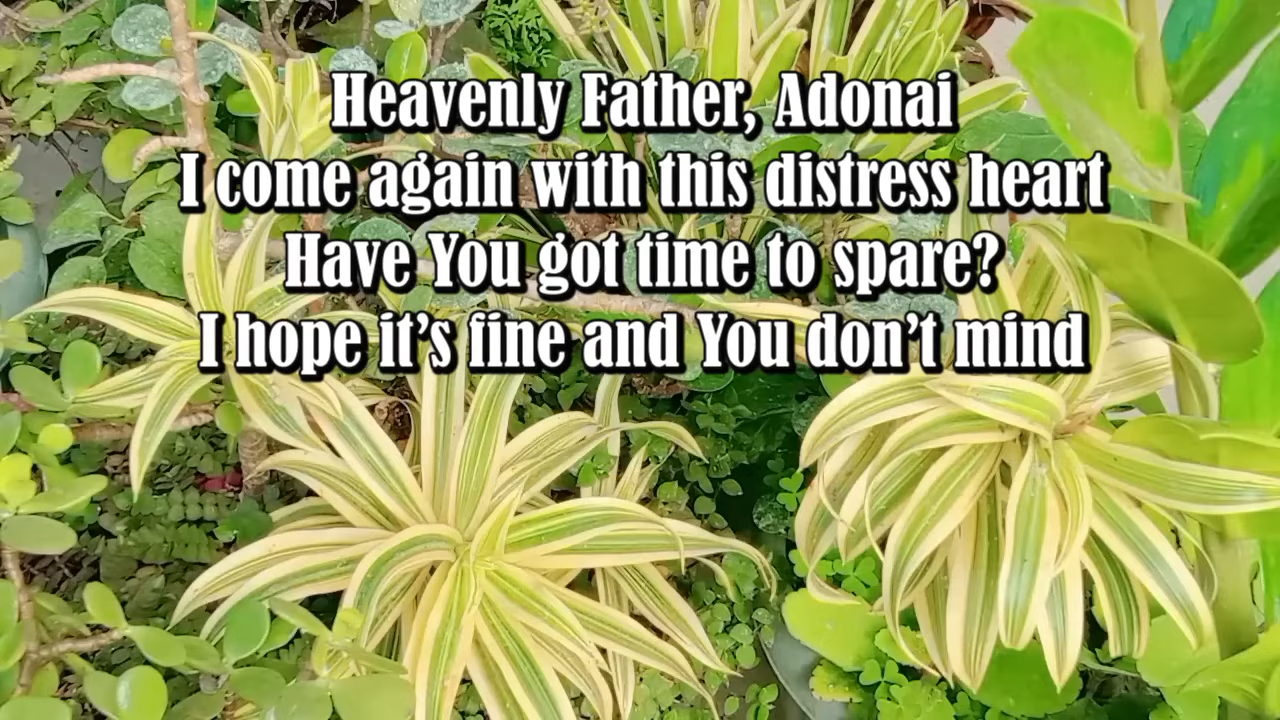 Heavenly Father, Adonai
I come again with this distress heart
Have You got time to spare?
I hope it’s fine and You don’t mind